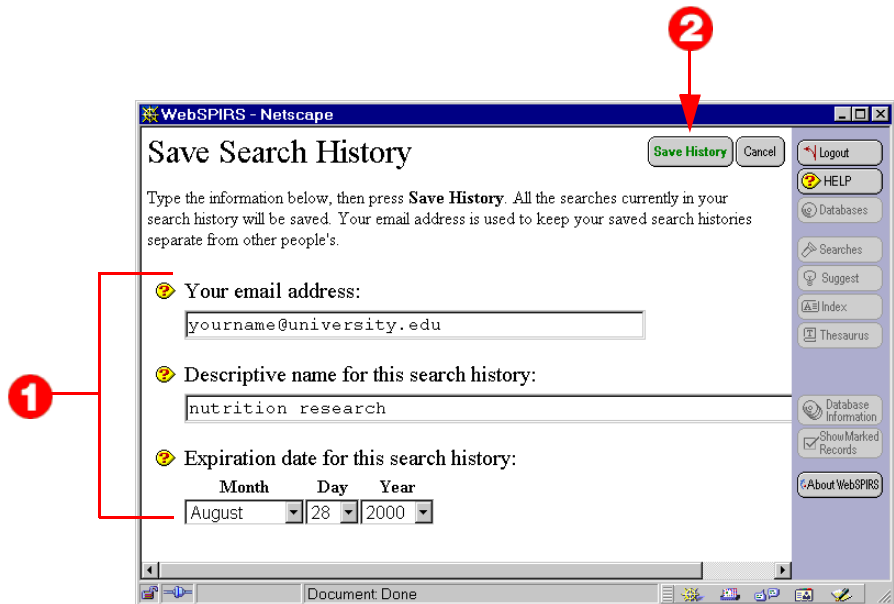 2
WebSPIRS - Netscape
Save Search History
Save History
Cancel
Type the information below, then press Save History. All the searches currently in your
search history will be saved. Your email address is used to keep your saved search histories
separate from other people's.
1
Your email address:
yourname@university.edu
Descriptive name for this search history:
nutrition research
Expiration date for this search history:
Month Day Year
August 28 2000
Logout
? HELP
Databases
Searches
Suggest
Index
Thesaurus
Database
Information
Show Marked
Records
About WebSPIRS
Document: Done